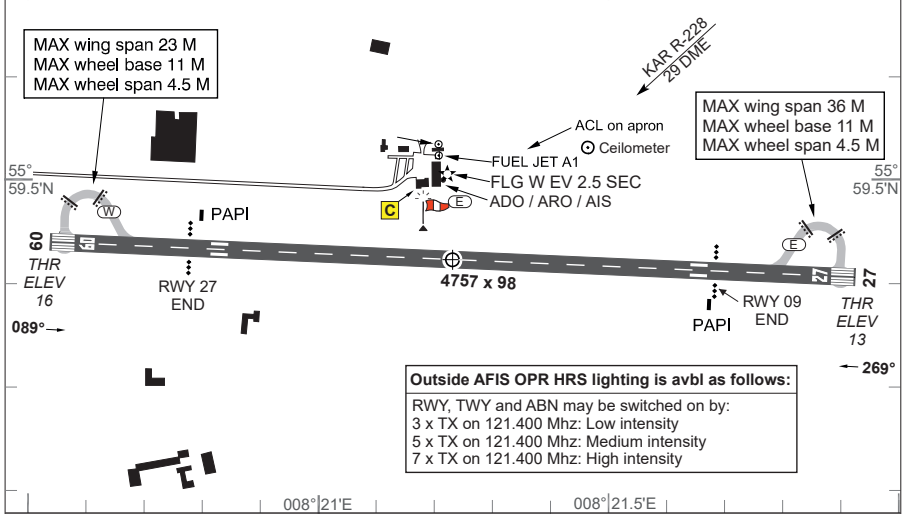 MAX wing span 23 M
MAX wheel base 11 M
MAX wheel span 4.5 M
KAR R-228
29 DME
MAX wing span 36 M
MAX wheel base 11 M
MAX wheel span 4.5 M
ACL on apron
Ceilometer
FUEL JET A1
FLG W EV 2.5 SEC
ADO / ARO / AIS
55°
59.5'N
55°
59.5'N
C
E
W
PAPI
E
09
09
THR
ELEV
16
RWY 27
END
4757 x 98
27
27
THR
ELEV
13
RWY 09
END
PAPI
089°
269°
Outside AFIS OPR HRS lighting is avbl as follows:
RWY, TWY and ABN may be switched on by:
3 x TX on 121.400 Mhz: Low intensity
5 x TX on 121.400 Mhz: Medium intensity
7 x TX on 121.400 Mhz: High intensity
008°21'E
008°21.5'E